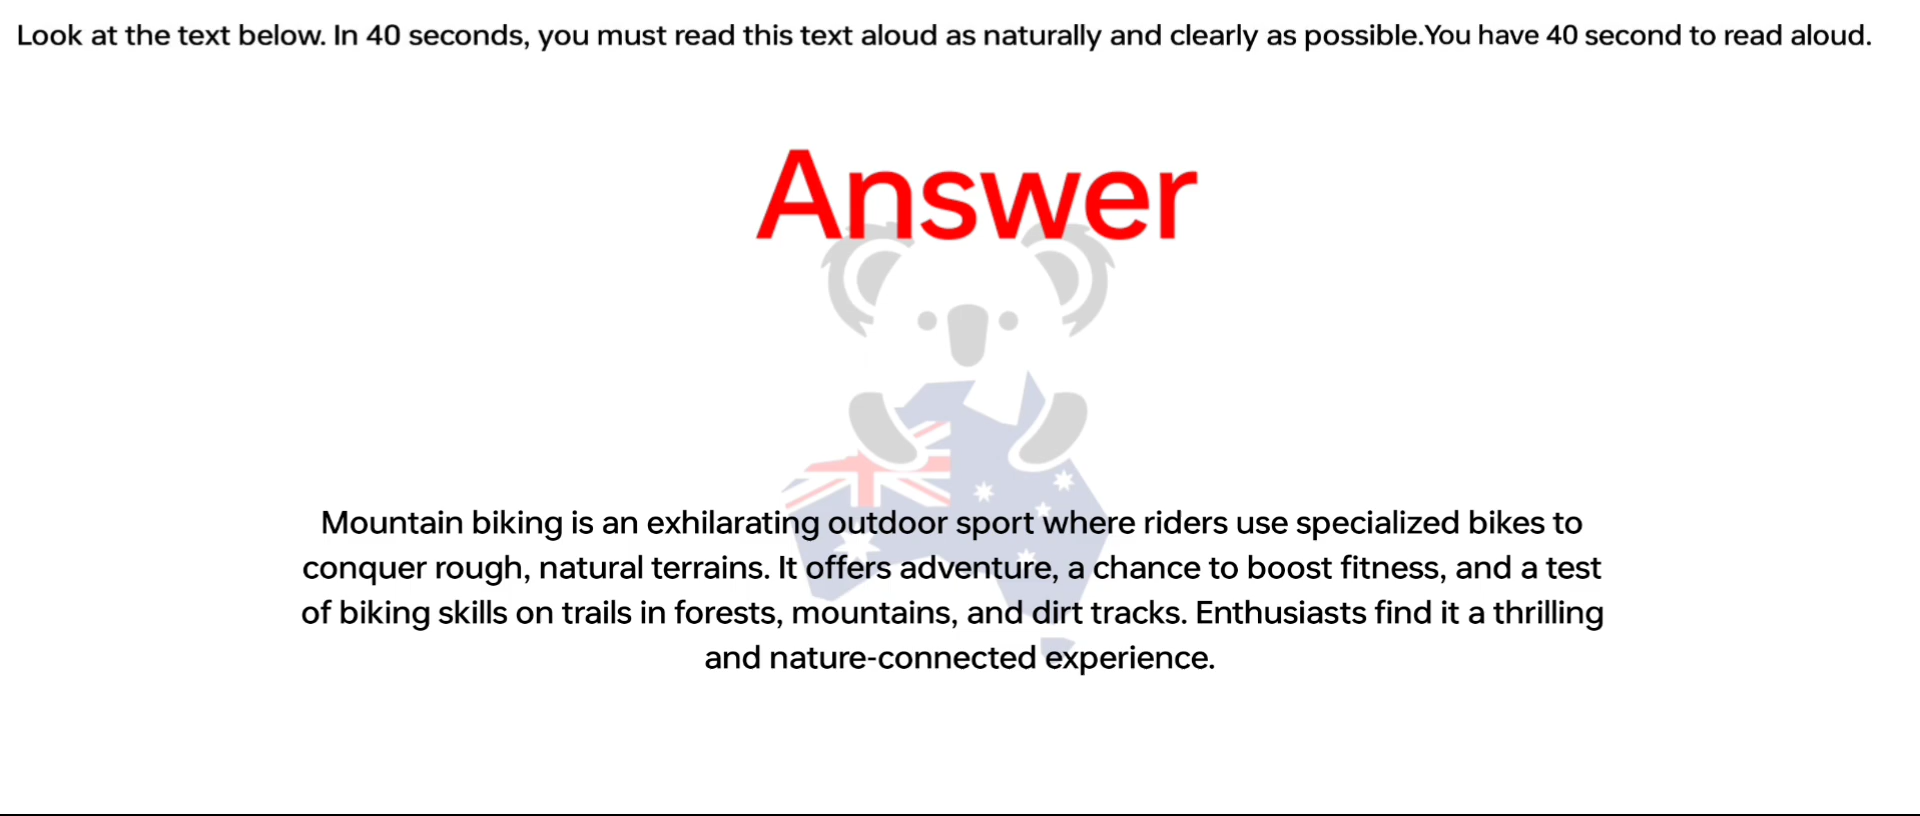 Look at the text below. In 40 seconds, you must read this text aloud as naturally and clearly as possible.You have 40 second to read aloud.
Answer
Mountain biking is an exhilarating outdoor sport where riders use specialized bikes to
conquer rough, natural terrains. It offers adventure, a chance to boost fitness, and a test
of biking skills on trails in forests, mountains, and dirt tracks. Enthusiasts find it a thrilling
and nature-connected experience.